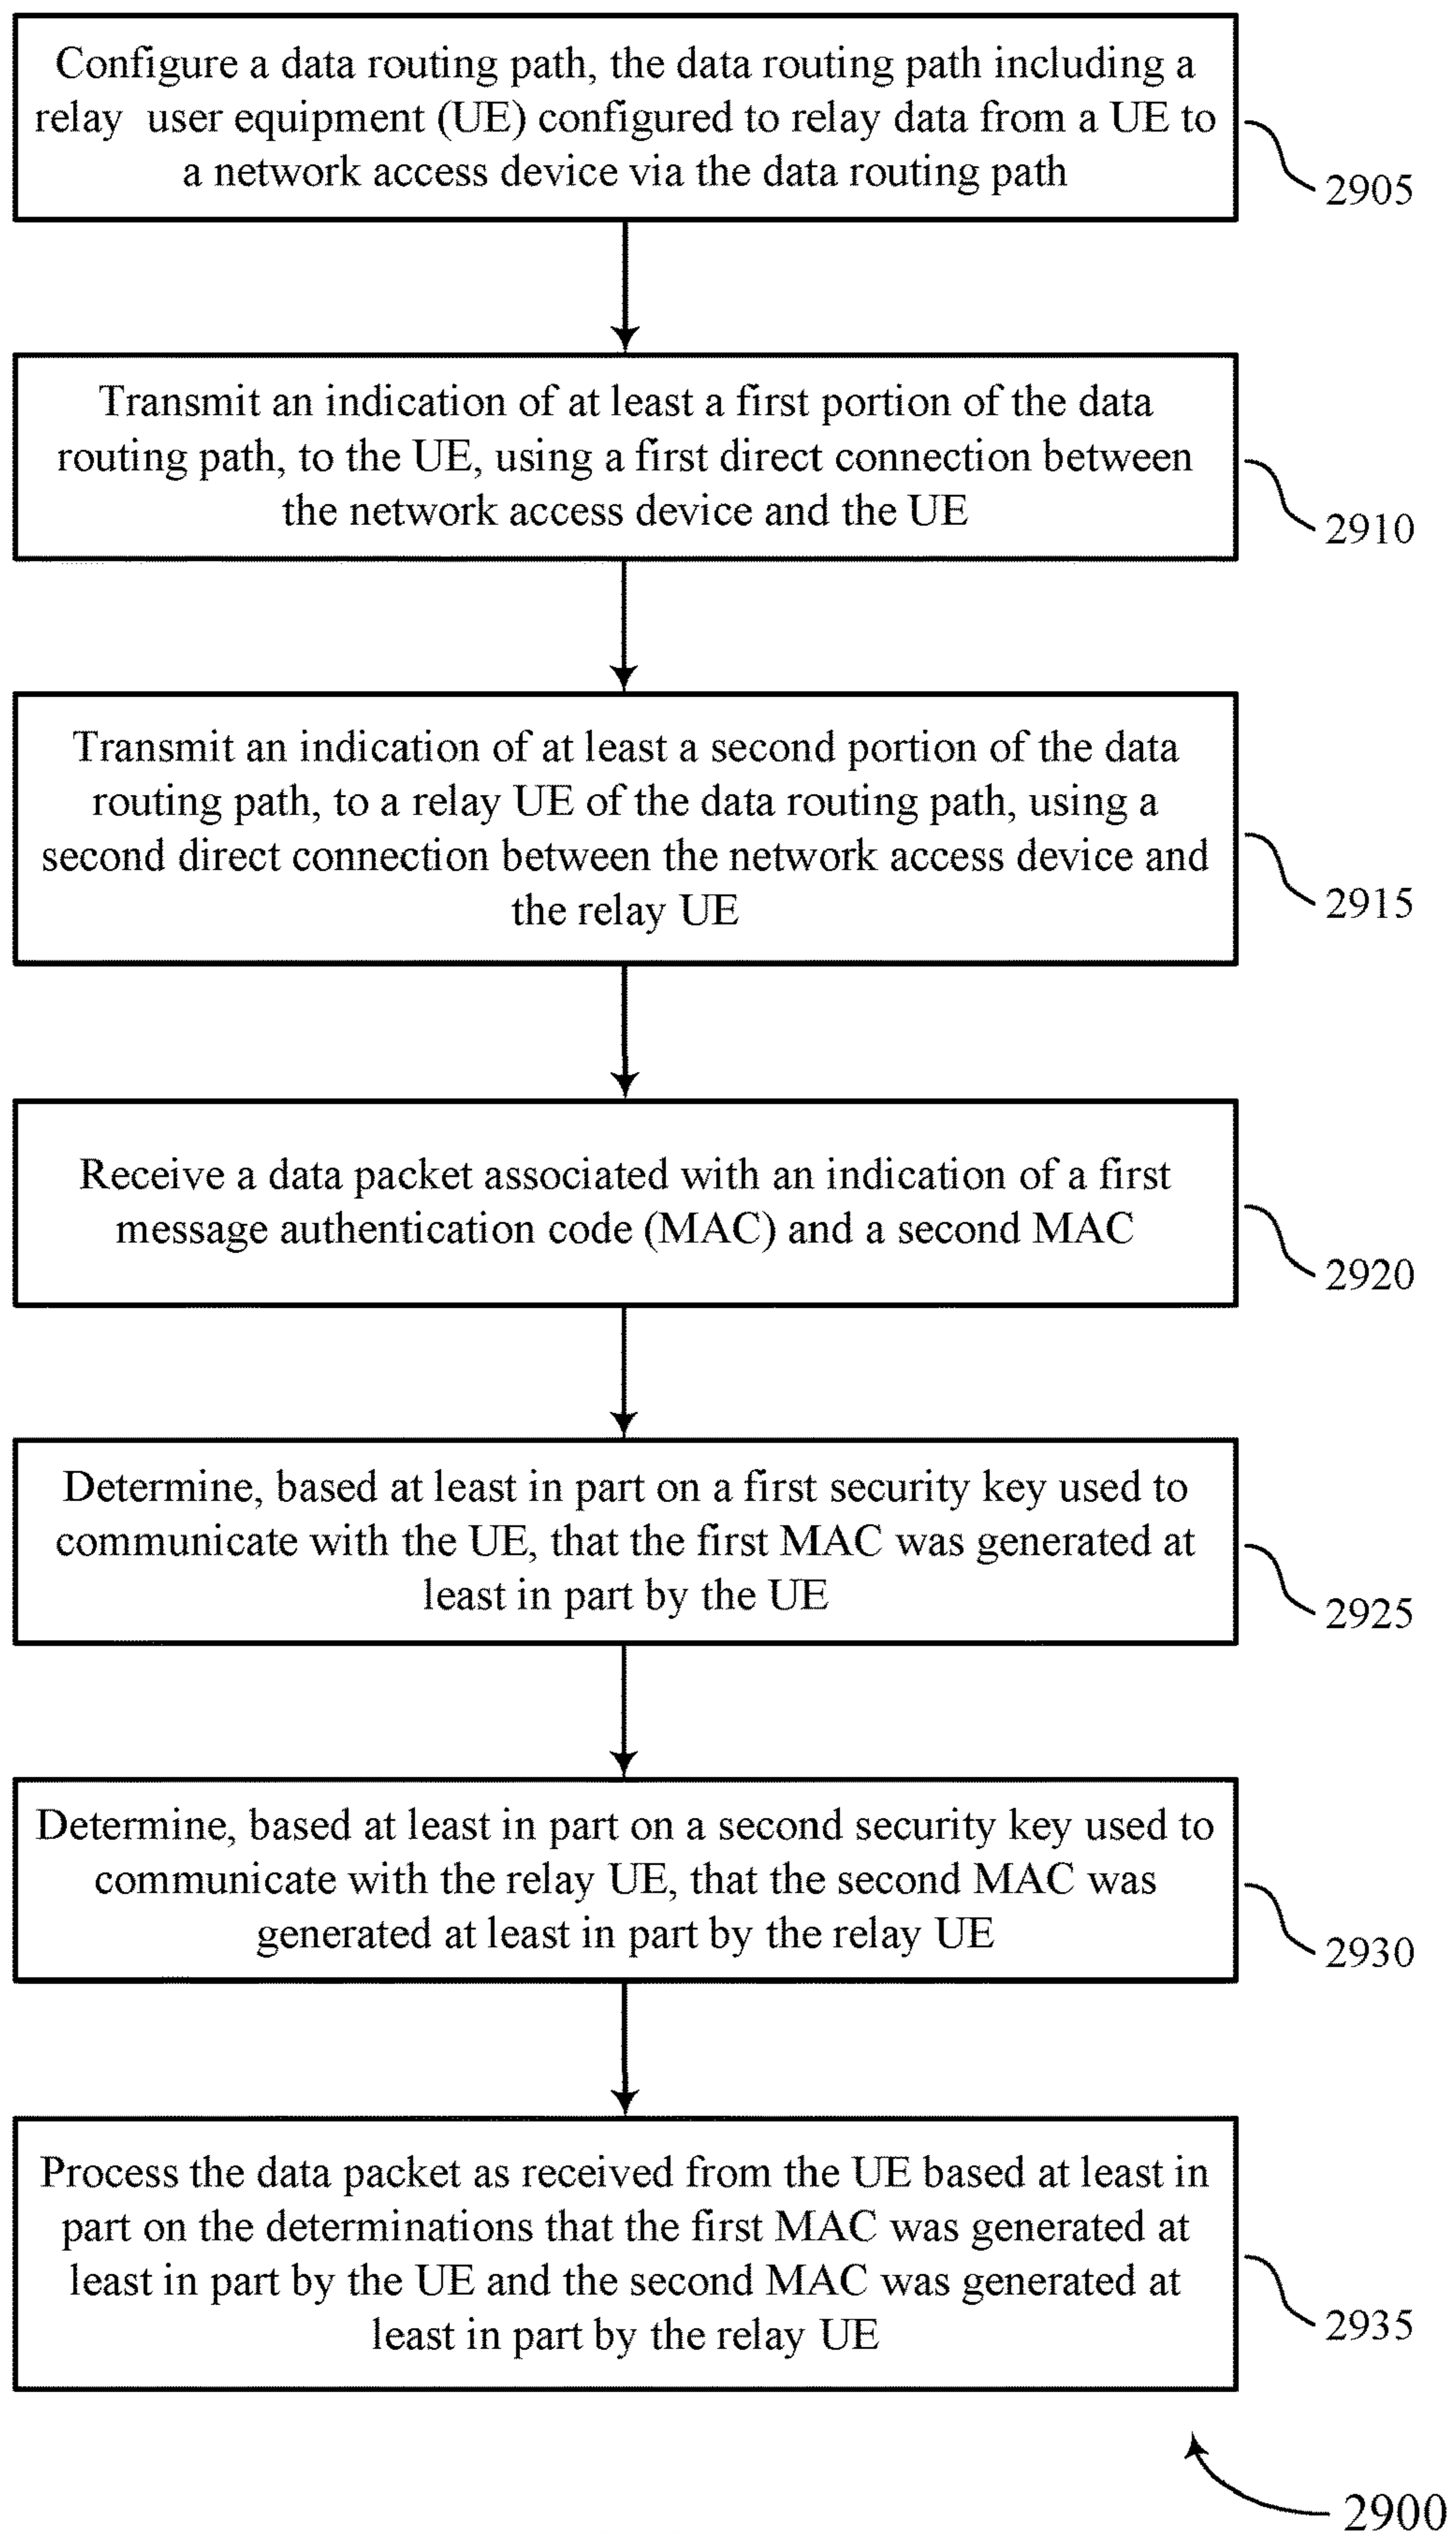 Configure a data routing path, the data routing path including a
relay user equipment (UE) configured to relay data from a UE to
a network access device via the data routing path
2905
Transmit an indication of at least a first portion of the data
routing path, to the UE, using a first direct connection between
the network access device and the UE
2910
Transmit an indication of at least a second portion of the data
routing path, to a relay UE of the data routing path, using a
second direct connection between the network access device and
the relay UE
2915
Receive a data packet associated with an indication of a first
message authentication code (MAC) and a second MAC
2920
Determine, based at least in part on a first security key used to
communicate with the UE, that the first MAC was generated at
least in part by the UE
2925
Determine, based at least in part on a second security key used to
communicate with the relay UE, that the second MAC was
generated at least in part by the relay UE
2930
Process the data packet as received from the UE based at least in
part on the determinations that the first MAC was generated at
least in part by the UE and the second MAC was generated at
least in part by the relay UE
2935
2900